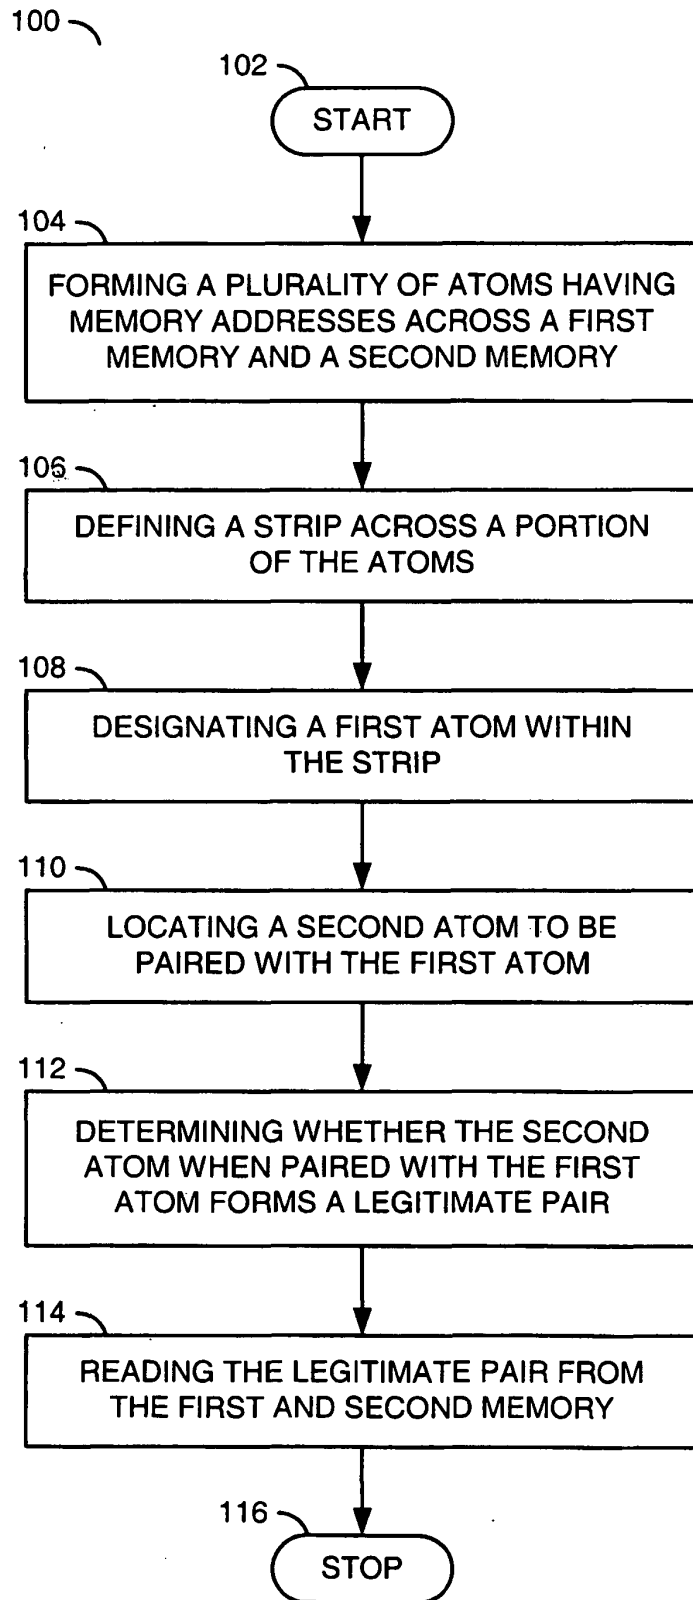 100
102
START
104
FORMING A PLURALITY OF ATOMS HAVING
MEMORY ADDRESSES ACROSS A FIRST
MEMORY AND A SECOND MEMORY
106
DEFINING A STRIP ACROSS A PORTION
OF THE ATOMS
108
DESIGNATING A FIRST ATOM WITHIN
THE STRIP
110
LOCATING A SECOND ATOM TO BE
PAIRED WITH THE FIRST ATOM
112
DETERMINING WHETHER THE SECOND
ATOM WHEN PAIRED WITH THE FIRST
ATOM FORMS A LEGITIMATE PAIR
114
READING THE LEGITIMATE PAIR FROM
THE FIRST AND SECOND MEMORY
116
STOP